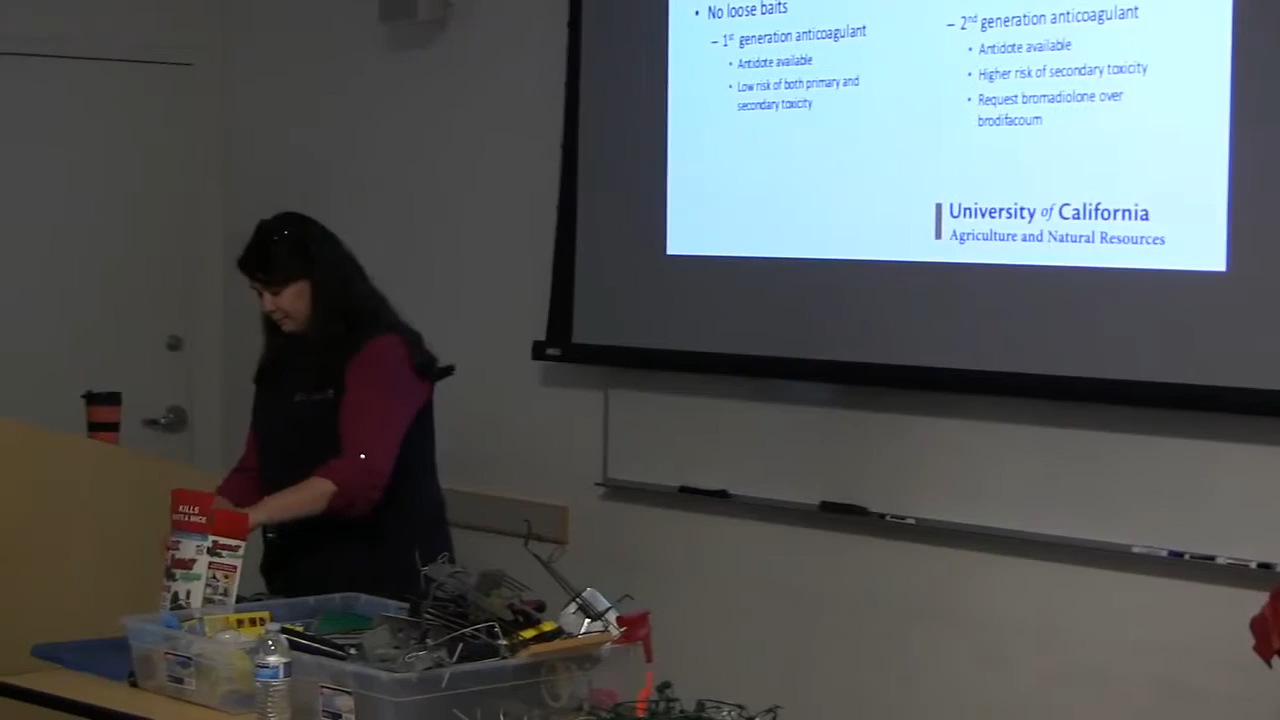 • No loose baits
– 1st generation anticoagulant
• Antidote available
• Low risk of both primary and
secondary toxicity
– 2nd generation anticoagulant
• Antidote available
• Higher risk of secondary toxicity
• Request bromadiolone over
brodifacoum
University of California
Agriculture and Natural Resources
KILLS